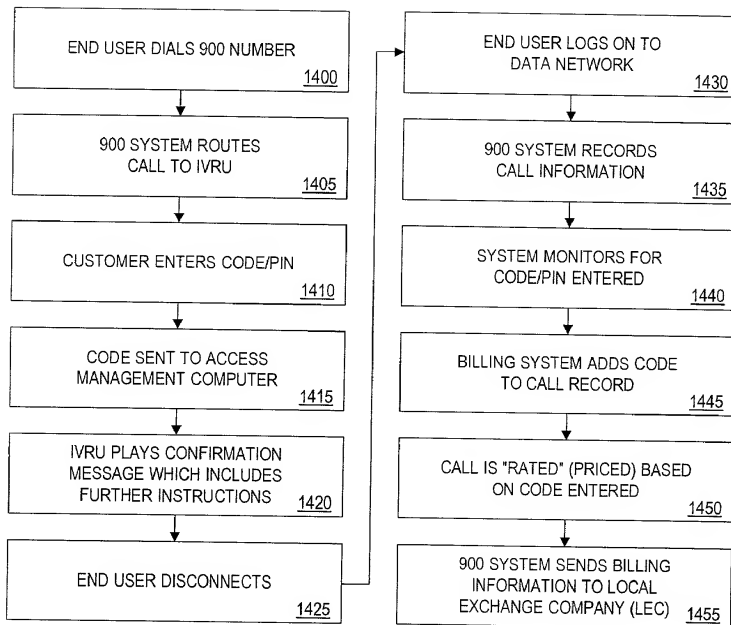 END USER DIALS 900 NUMBER
1400
900 SYSTEM ROUTES
CALL TO IVRU
1405
CUSTOMER ENTERS CODE/PIN
1410
CODE SENT TO ACCESS
MANAGEMENT COMPUTER
1415
IVRU PLAYS CONFIRMATION
MESSAGE WHICH INCLUDES
FURTHER INSTRUCTIONS
1420
END USER DISCONNECTS
1425
END USER LOGS ON TO
DATA NETWORK
1430
900 SYSTEM RECORDS
CALL INFORMATION
1435
SYSTEM MONITORS FOR
CODE/PIN ENTERED
1440
BILLING SYSTEM ADDS CODE
TO CALL RECORD
1445
CALL IS "RATED" (PRICED) BASED
ON CODE ENTERED
1450
900 SYSTEM SENDS BILLING
INFORMATION TO LOCAL
EXCHANGE COMPANY (LEC)
1455